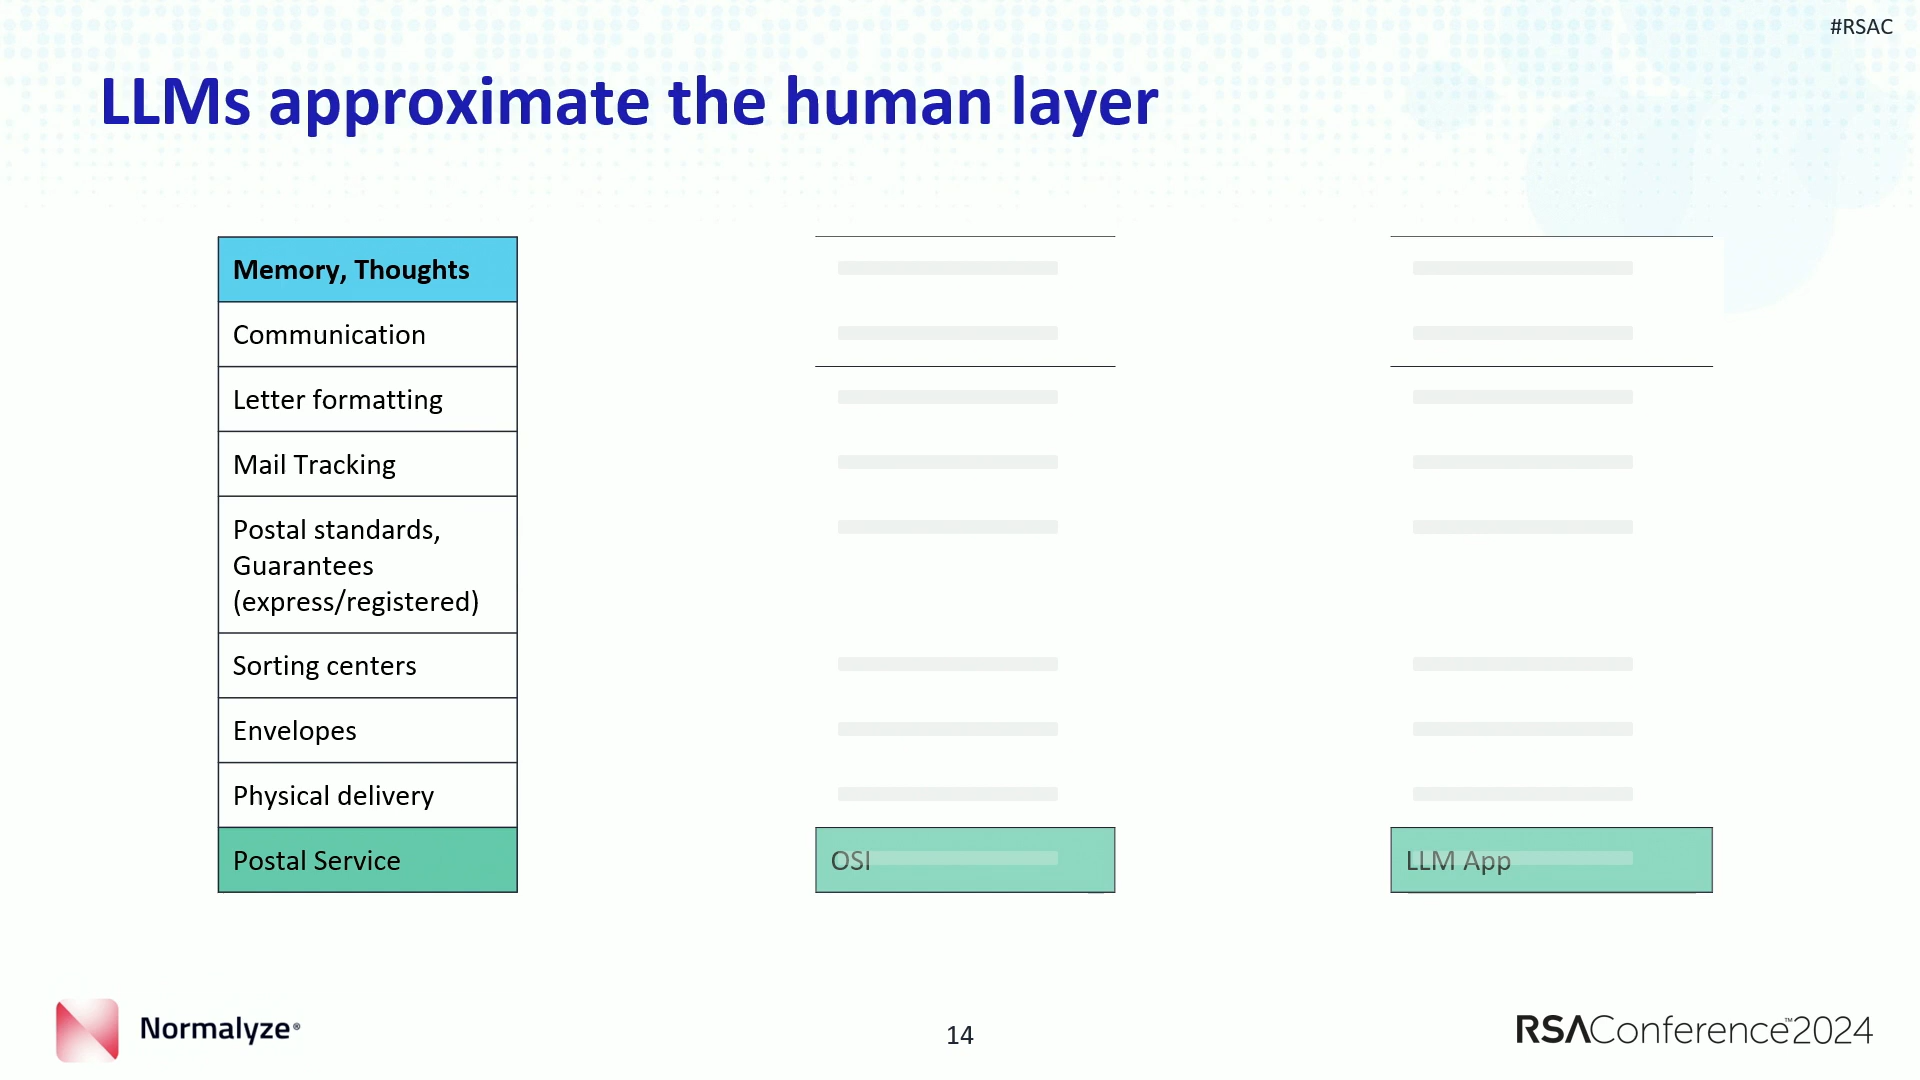 #RSAC
LLMs approximate the human layer
Memory, Thoughts
Communication
Letter formatting
Mail Tracking
Postal standards,
Guarantees
(express/registered)
Sorting centers
Envelopes
Physical delivery
Postal Service
OSI
LLM App
Normalyze®
14
RSAConference™2024